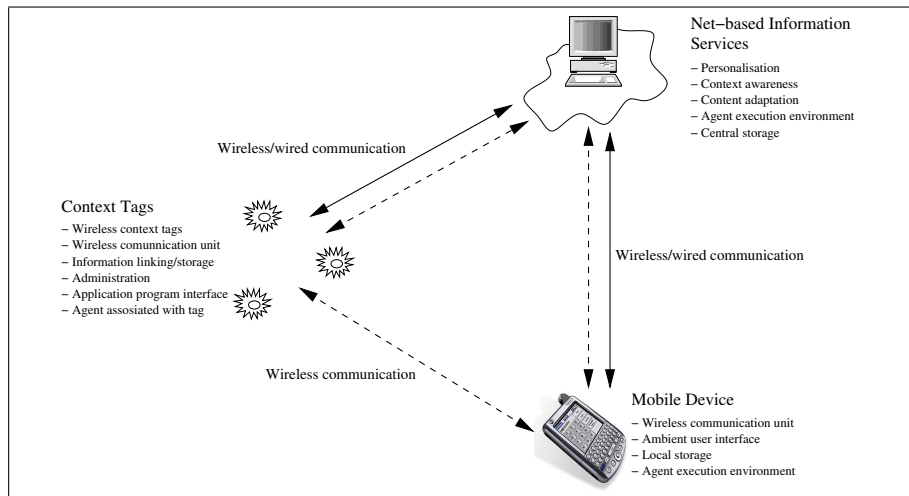 Net–based Information
Services
– Personalisation
– Context awareness
– Content adaptation
– Agent execution environment
– Central storage
Wireless/wired communication
Context Tags
– Wireless context tags
– Wireless comunnication unit
– Information linking/storage
– Administration
– Application program interface
– Agent assosiated with tag
Wireless/wired communication
Wireless communication
Mobile Device
– Wireless communication unit
– Ambient user interface
– Local storage
– Agent execution environment